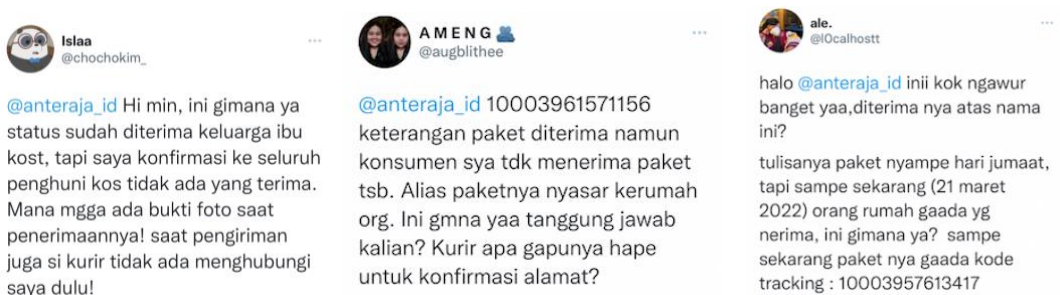 Islaa
@chochokim_
@anteraja_id Hi min, ini gimana ya
status sudah diterima keluarga ibu
kost, tapi saya konfirmasi ke seluruh
penghuni kos tidak ada yang terima.
Mana mgga ada bukti foto saat
penerimaannya! saat pengiriman
juga si kurir tidak ada menghubungi
saya dulu!
A M E N G
@augblithee
@anteraja_id 10003961571156
keterangan paket diterima namun
konsumen sya tdk menerima paket
tsb. Alias paketnya nyasar kerumah
org. Ini gmna yaa tanggung jawab
kalian? Kurir apa gapunya hape
untuk konfirmasi alamat?
ale.
@l0calhostt
halo @anteraja_id inii kok ngawur
banget yaa,diterima nya atas nama
ini?
tulisanya paket nyampe hari jumaat,
tapi sampe sekarang (21 maret
2022) orang rumah gaada yg
nerima, ini gimana ya? sampe
sekarang paket nya gaada kode
tracking : 10003957613417